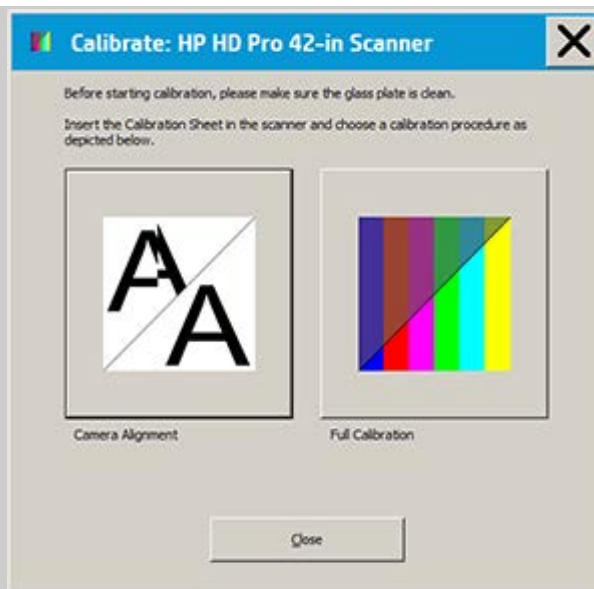 Calibrate: HP HD Pro 42-in Scanner
Before starting calibration, please make sure the glass plate is clean.
Insert the Calibration Sheet in the scanner and choose a calibration procedure as
depicted below.
A A
Camera Alignment
Full Calibration
Close